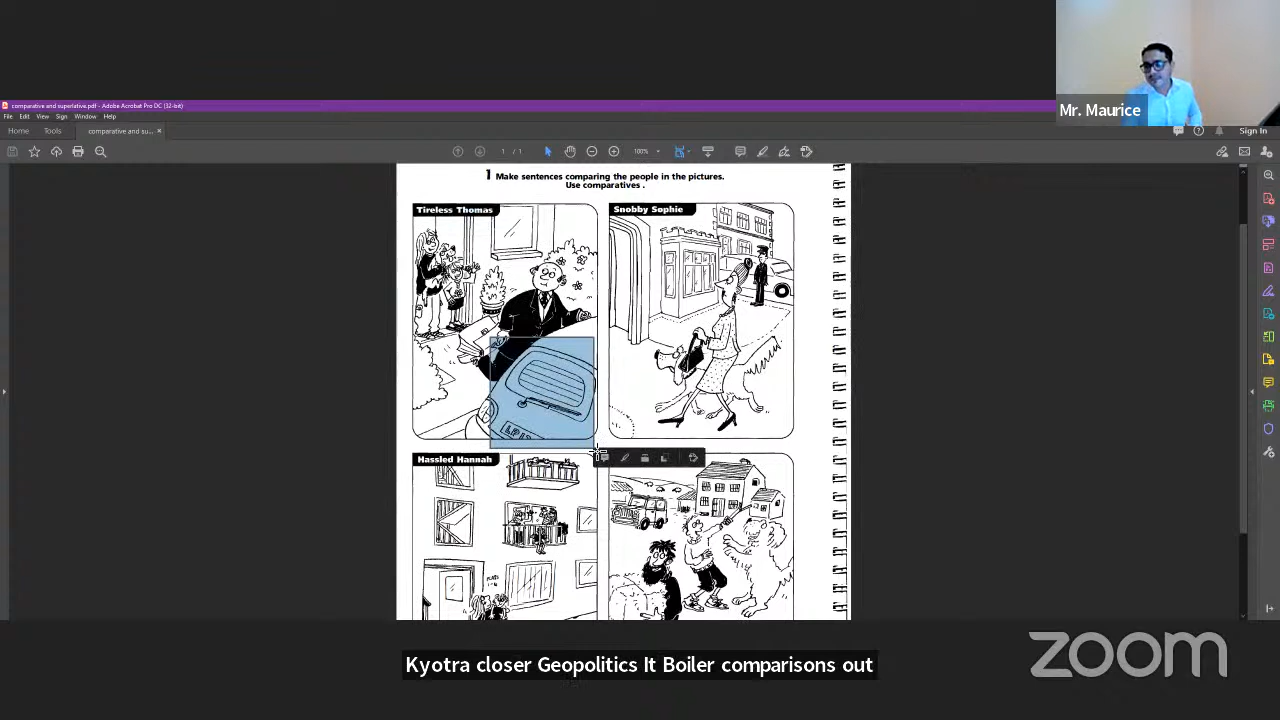 Mr. Maurice
comparative and superlative.pdf - Adobe Acrobat Pro DC (32-bit)
File Edit View Sign Window Help
Home Tools comparative and su... × Sign In
1 / 1 100%
1 Make sentences comparing the people in the pictures.
Use comparatives .
Tireless Thomas
Snobby Sophie
Hassled Hannah
Kyotra closer Geopolitics It Boiler comparisons out
zoom